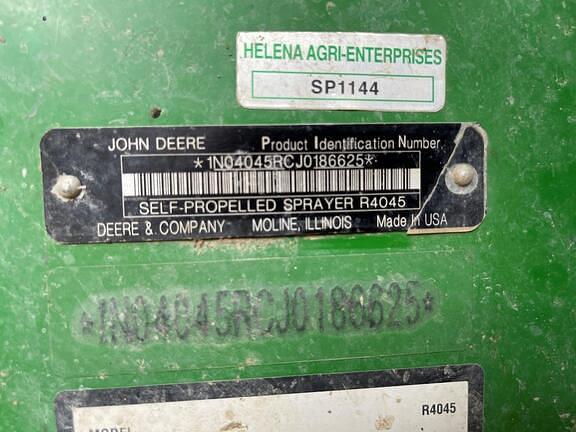 HELENA AGRI-ENTERPRISES
SP1144
JOHN DEERE Product Identification Number
*1N04045RCJ0186625*
SELF-PROPELLED SPRAYER R4045
DEERE & COMPANY MOLINE, ILLINOIS Made In USA
*1N04045RCJ0186625*
R4045
MODEL